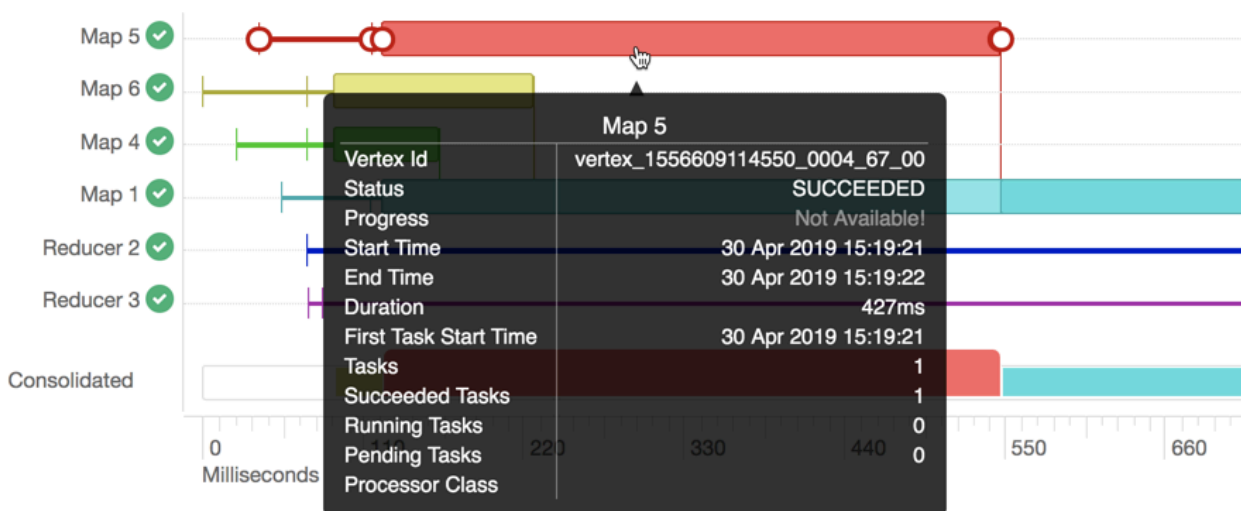 Map 5
Map 6
Map 4
Map 1
Reducer 2
Reducer 3
Consolidated
Map 5
Vertex Id vertex_1556609114550_0004_67_00
Status SUCCEEDED
Progress Not Available!
Start Time 30 Apr 2019 15:19:21
End Time 30 Apr 2019 15:19:22
Duration 427ms
First Task Start Time 30 Apr 2019 15:19:21
Tasks 1
Succeeded Tasks 1
Running Tasks 0
Pending Tasks 0
Processor Class
0 110 220 330 440 550 660
Milliseconds